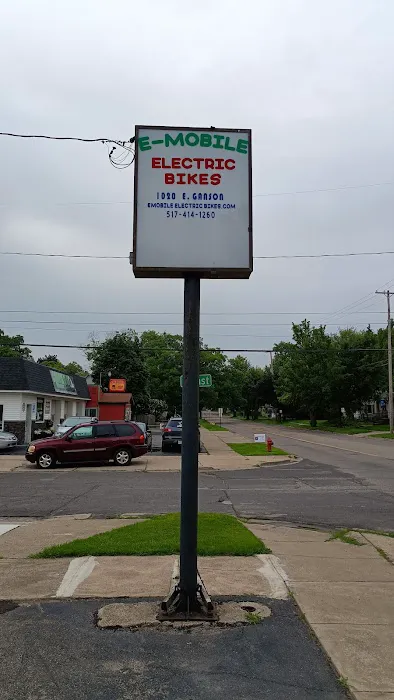 E-MOBILE
ELECTRIC
BIKES
1020 E. GANSON
EMOBILE ELECTRIC BIKES.COM
517-414-1260